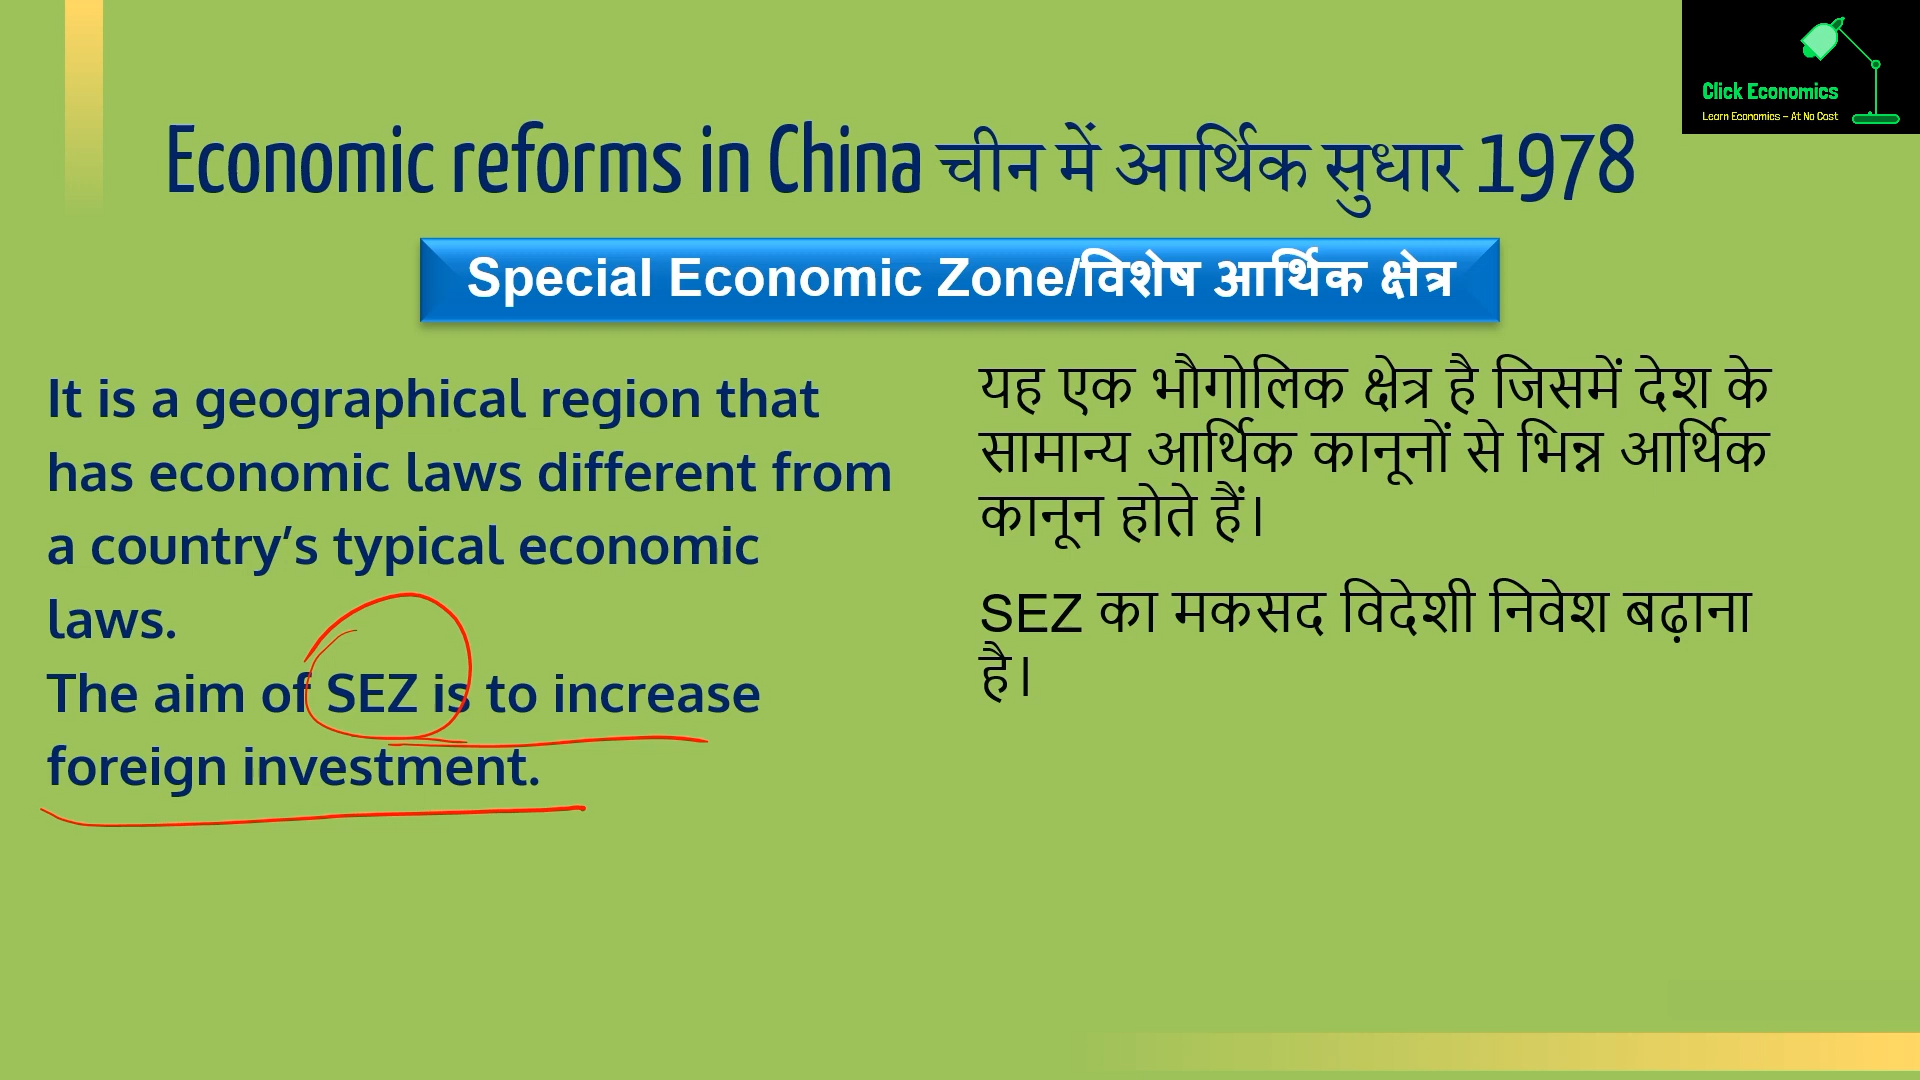 Click Economics
Learn Economics – At No Cost
Economic reforms in China चीन में आर्थिक सुधार 1978
Special Economic Zone/विशेष आर्थिक क्षेत्र
It is a geographical region that
has economic laws different from
a country’s typical economic
laws.
The aim of SEZ is to increase
foreign investment.
यह एक भौगोलिक क्षेत्र है जिसमें देश के
सामान्य आर्थिक कानूनों से भिन्न आर्थिक
कानून होते हैं।
SEZ का मकसद विदेशी निवेश बढ़ाना
है।